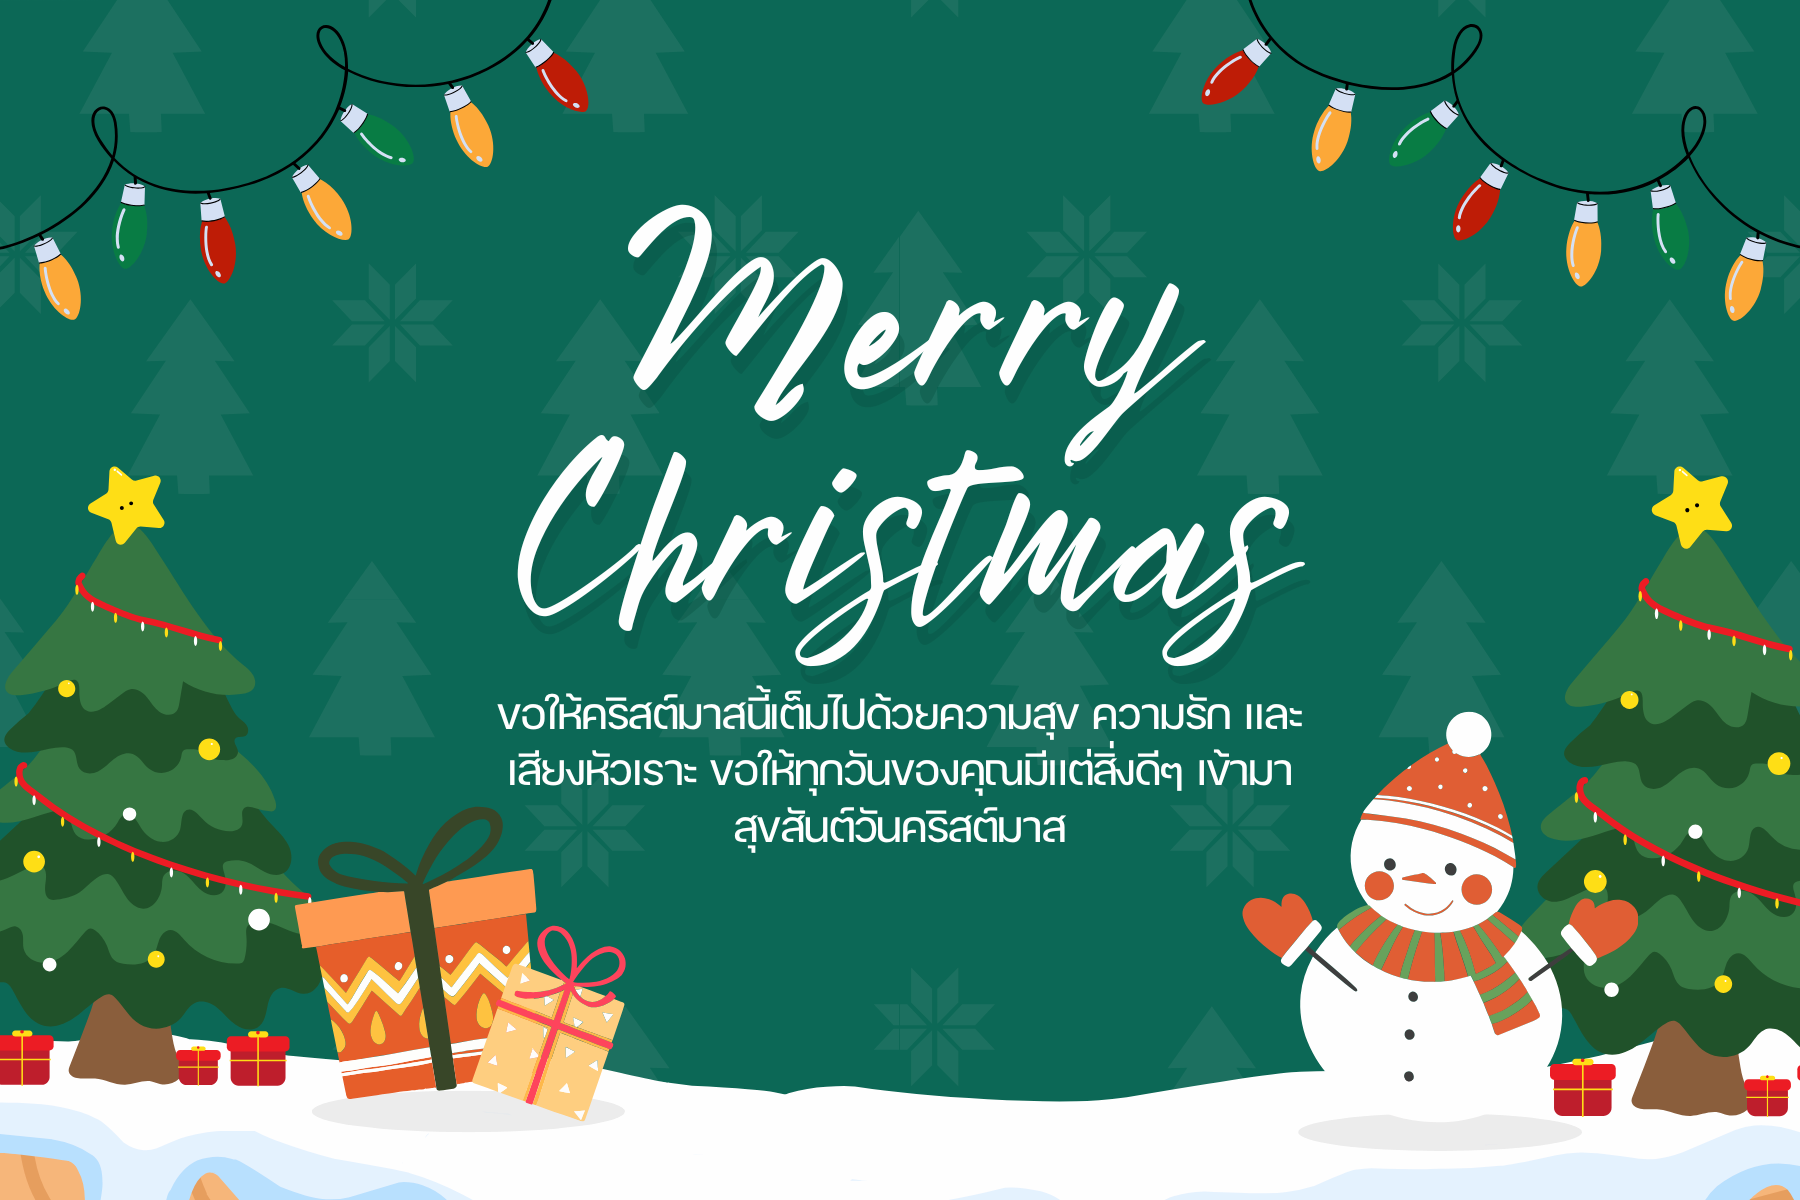 Merry
Christmas
ขอให้คริสต์มาสนี้เต็มไปด้วยความสุข ความรัก และ
เสียงหัวเราะ ขอให้ทุกวันของคุณมีแต่สิ่งดีๆ เข้ามา
สุขสันต์วันคริสต์มาส